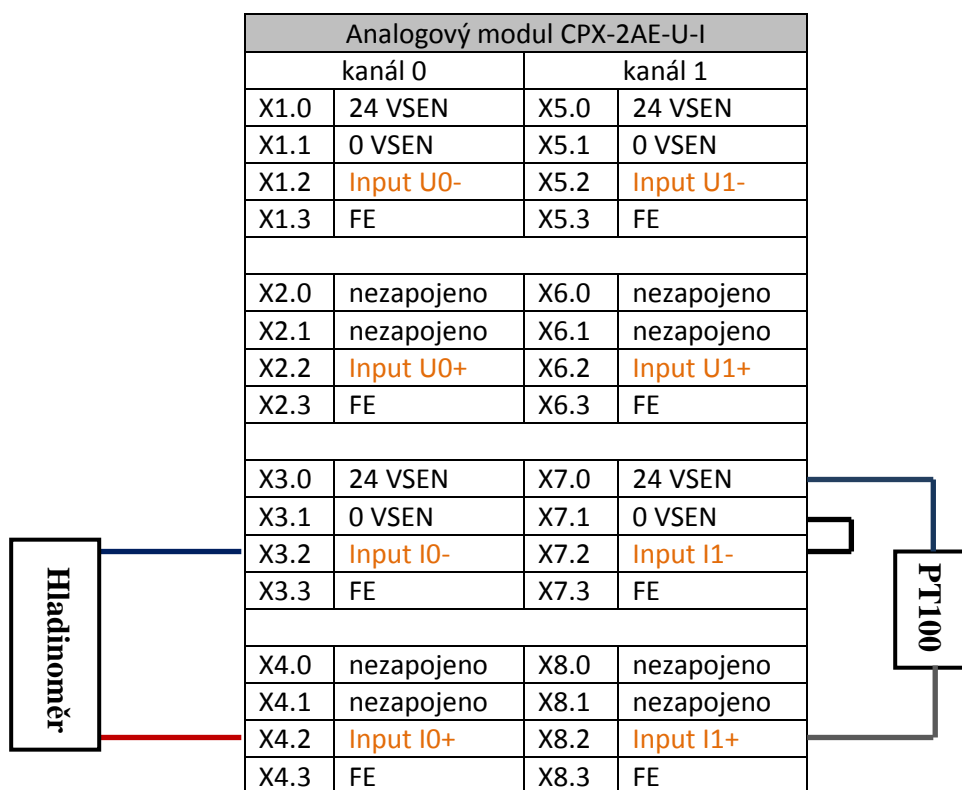 Analogový modul CPX-2AE-U-I
kanál 0 kanál 1
X1.0 24 VSEN X5.0 24 VSEN
X1.1 0 VSEN X5.1 0 VSEN
X1.2 Input U0- X5.2 Input U1-
X1.3 FE X5.3 FE
X2.0 nezapojeno X6.0 nezapojeno
X2.1 nezapojeno X6.1 nezapojeno
X2.2 Input U0+ X6.2 Input U1+
X2.3 FE X6.3 FE
X3.0 24 VSEN X7.0 24 VSEN
X3.1 0 VSEN X7.1 0 VSEN
X3.2 Input I0- X7.2 Input I1-
X3.3 FE X7.3 FE
X4.0 nezapojeno X8.0 nezapojeno
X4.1 nezapojeno X8.1 nezapojeno
X4.2 Input I0+ X8.2 Input I1+
X4.3 FE X8.3 FE
Hladinoměr
PT100